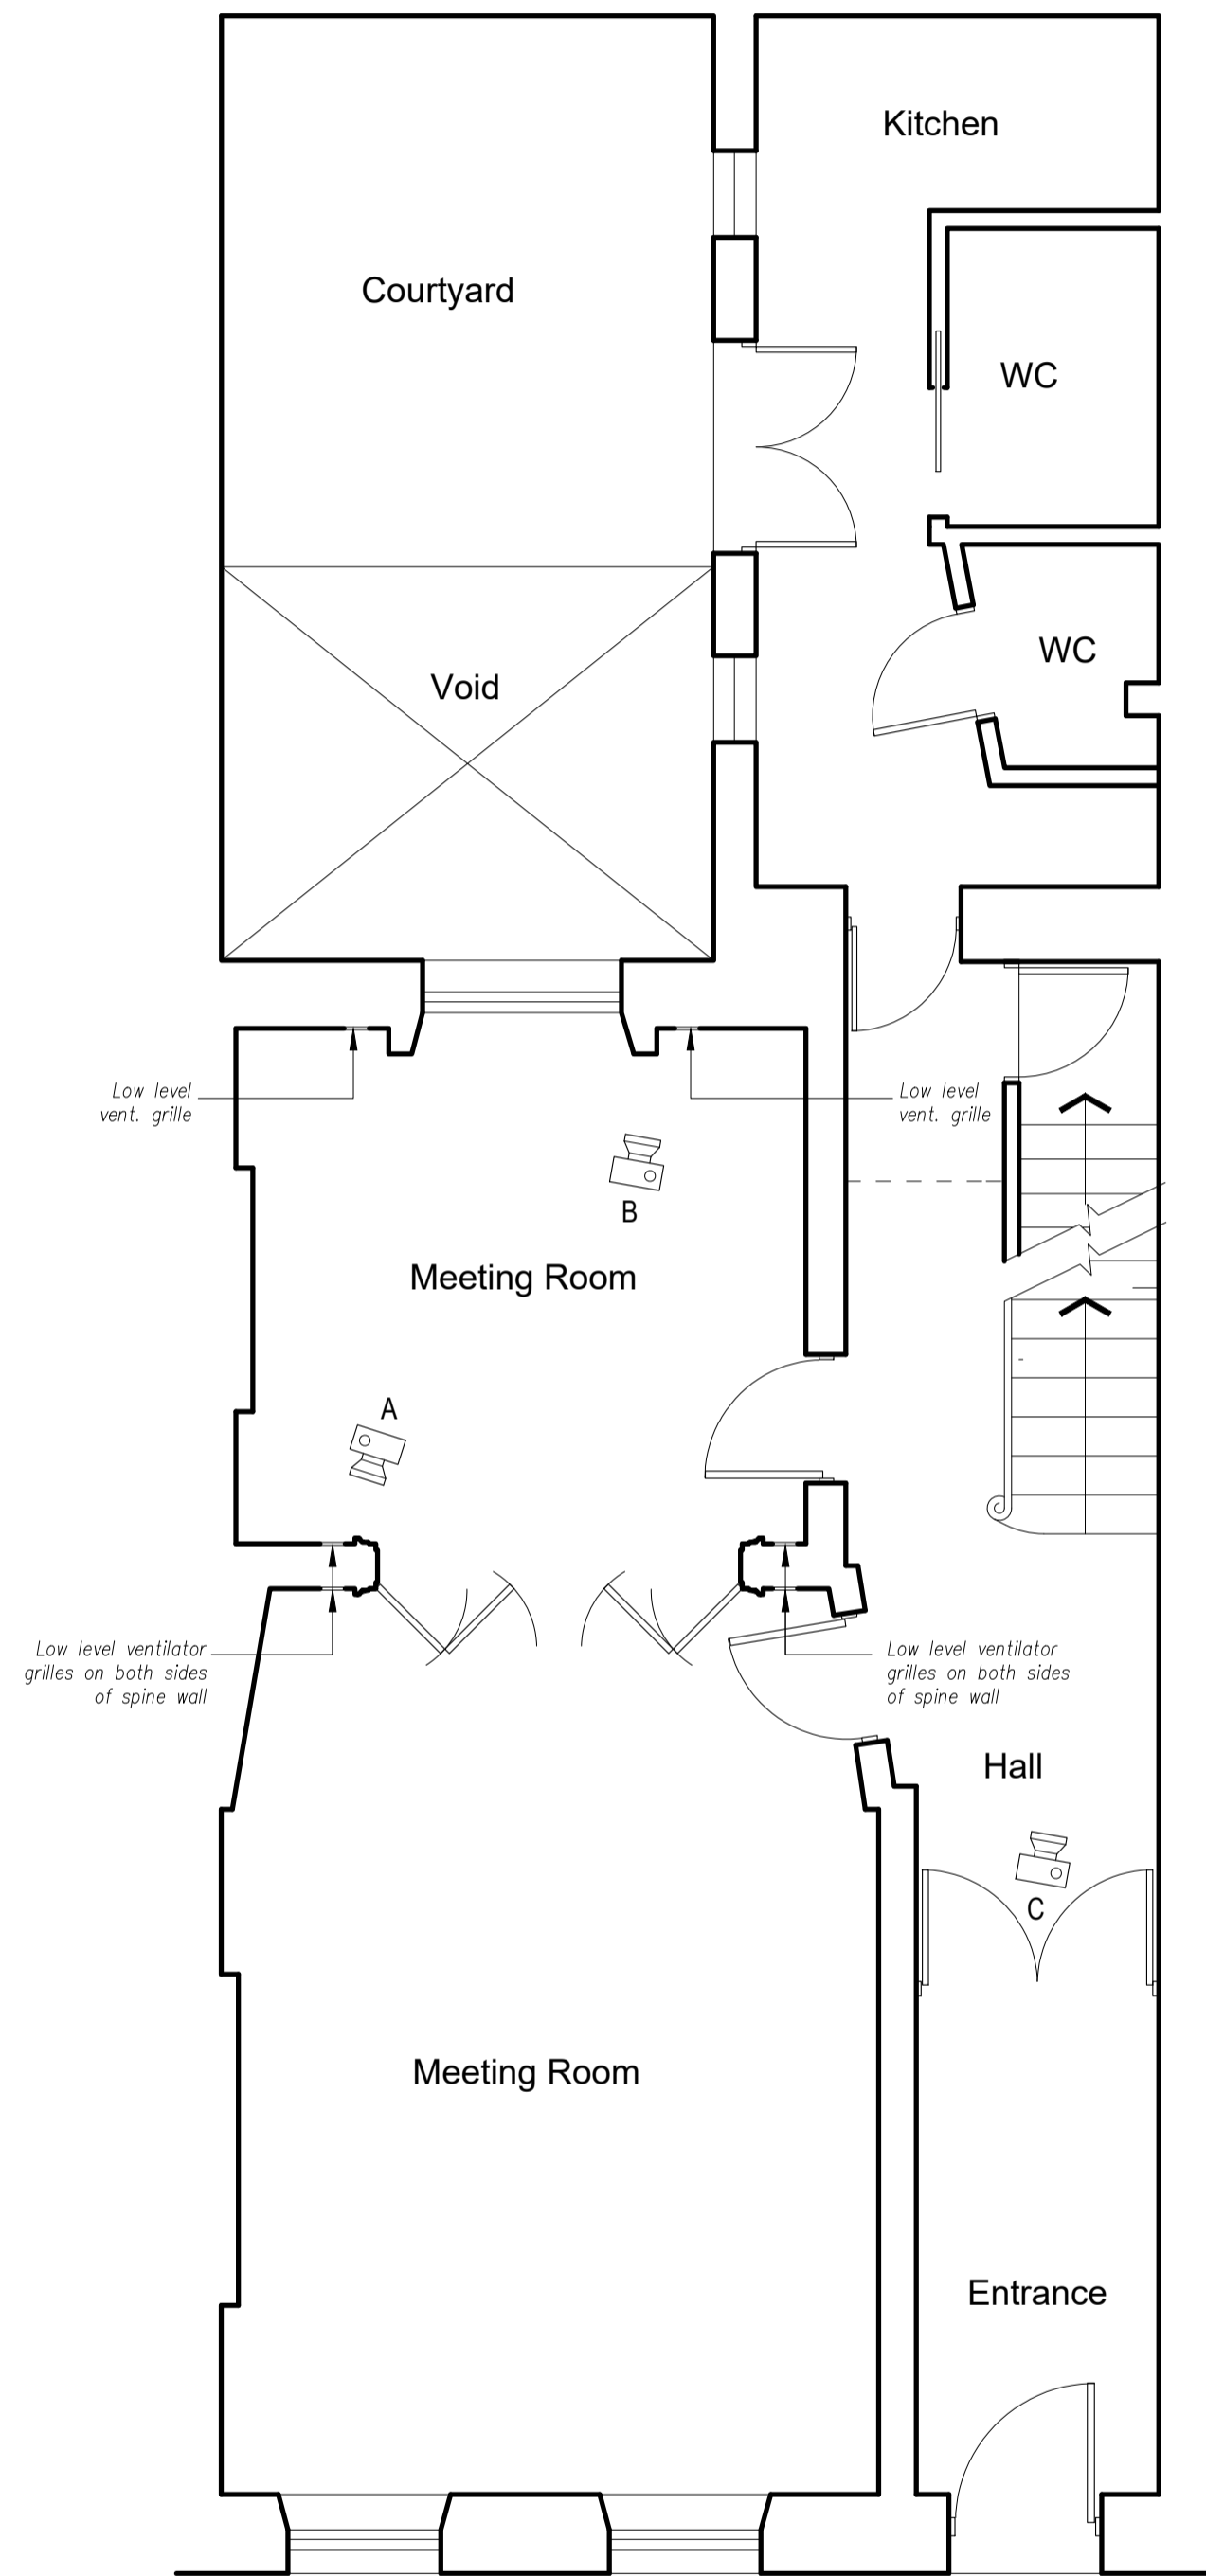 Kitchen
Courtyard
WC
WC
Void
Low level
vent. grille
Low level
vent. grille
B
Meeting Room
A
Low level ventilator
grilles on both sides
of spine wall
Low level ventilator
grilles on both sides
of spine wall
Hall
C
Meeting Room
Entrance